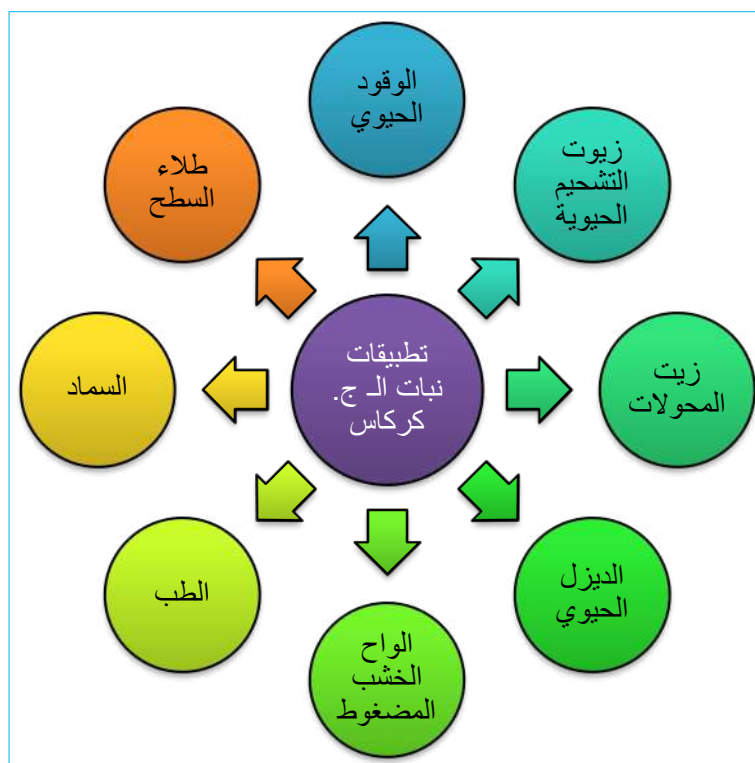 الوقود
الحيوي
زيوت
التشحيم
الحيوية
زيت
المحولات
الديزل
الحيوي
الواح
الخشب
المضغوط
الطب
السماد
طلاء
السطح
تطبيقات
نبات الـ ج.
كركاس